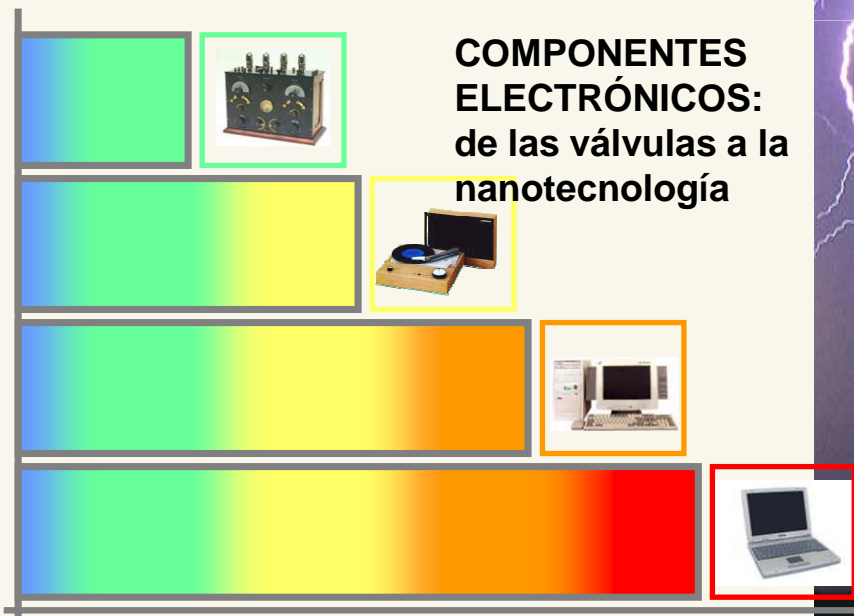 COMPONENTES
ELECTRÓNICOS:
de las válvulas a la
nanotecnología